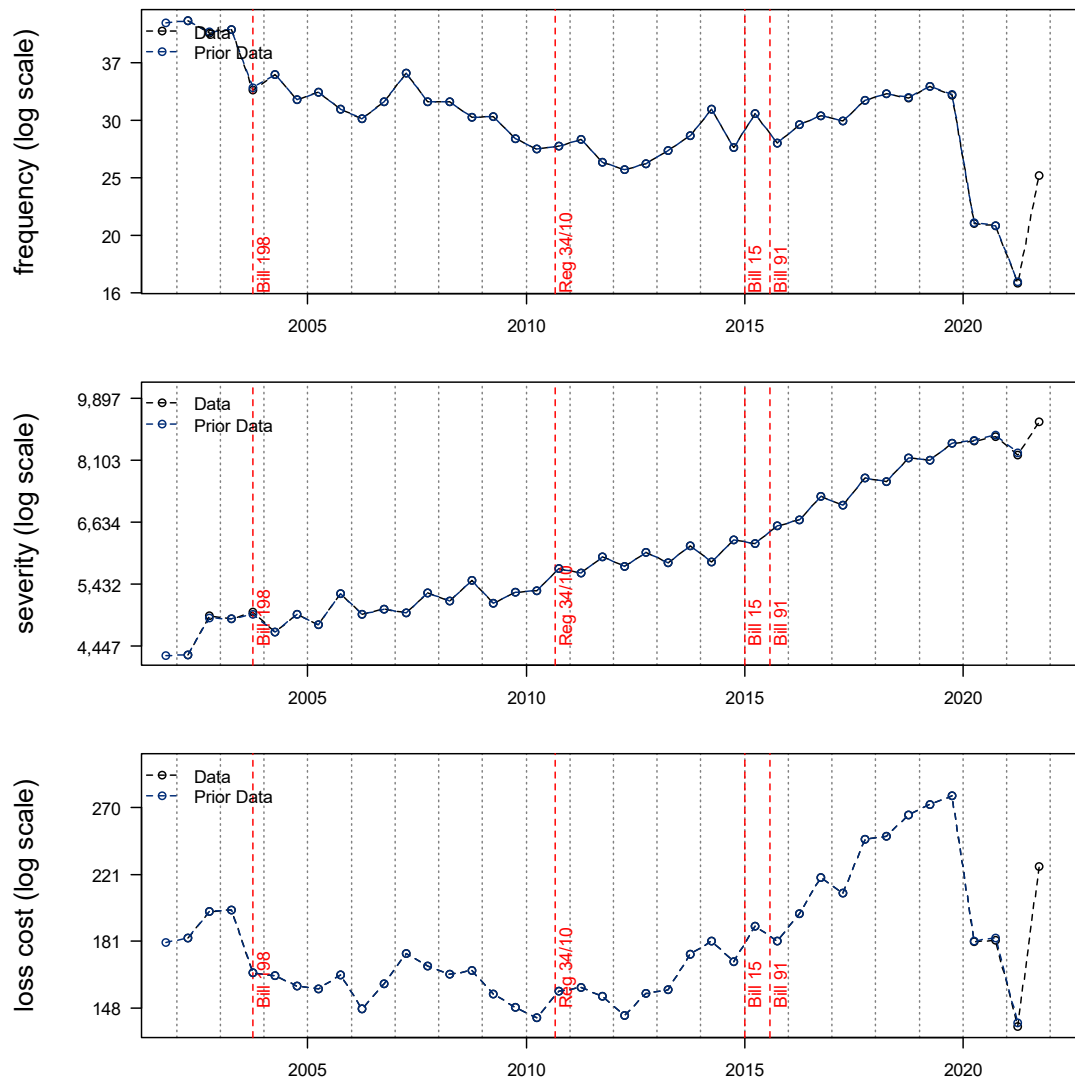 frequency (log scale)
Data
Prior Data
37
30
25
20
16
Bill 198
Reg 34/10
Bill 15
Bill 91
2005
2010
2015
2020
severity (log scale)
Data
Prior Data
9,897
8,103
6,634
5,432
4,447
Bill 198
Reg 34/10
Bill 15
Bill 91
2005
2010
2015
2020
loss cost (log scale)
Data
Prior Data
270
221
181
148
Bill 198
Reg 34/10
Bill 15
Bill 91
2005
2010
2015
2020